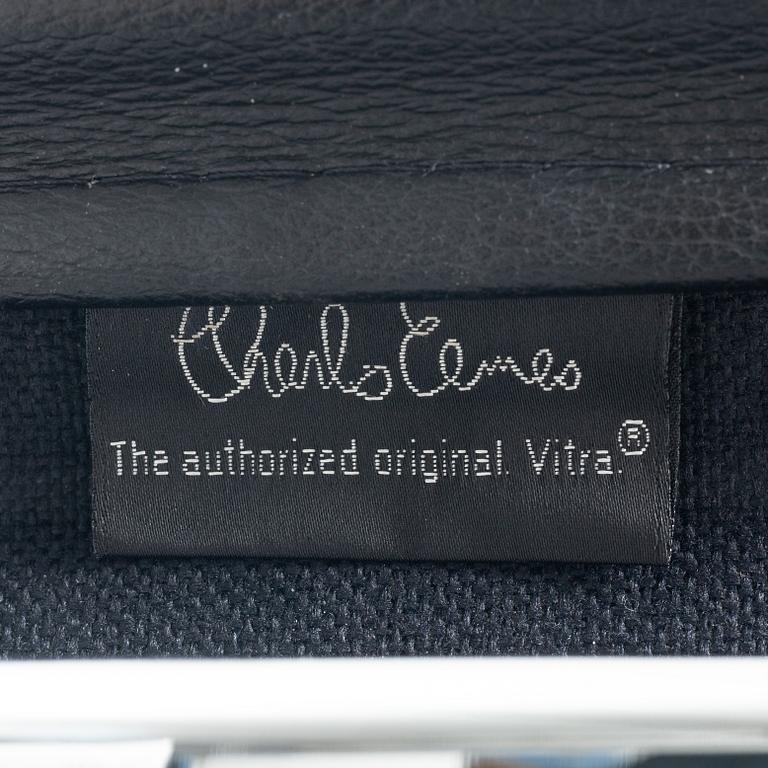 Charles Eames
The authorized original. Vitra.®